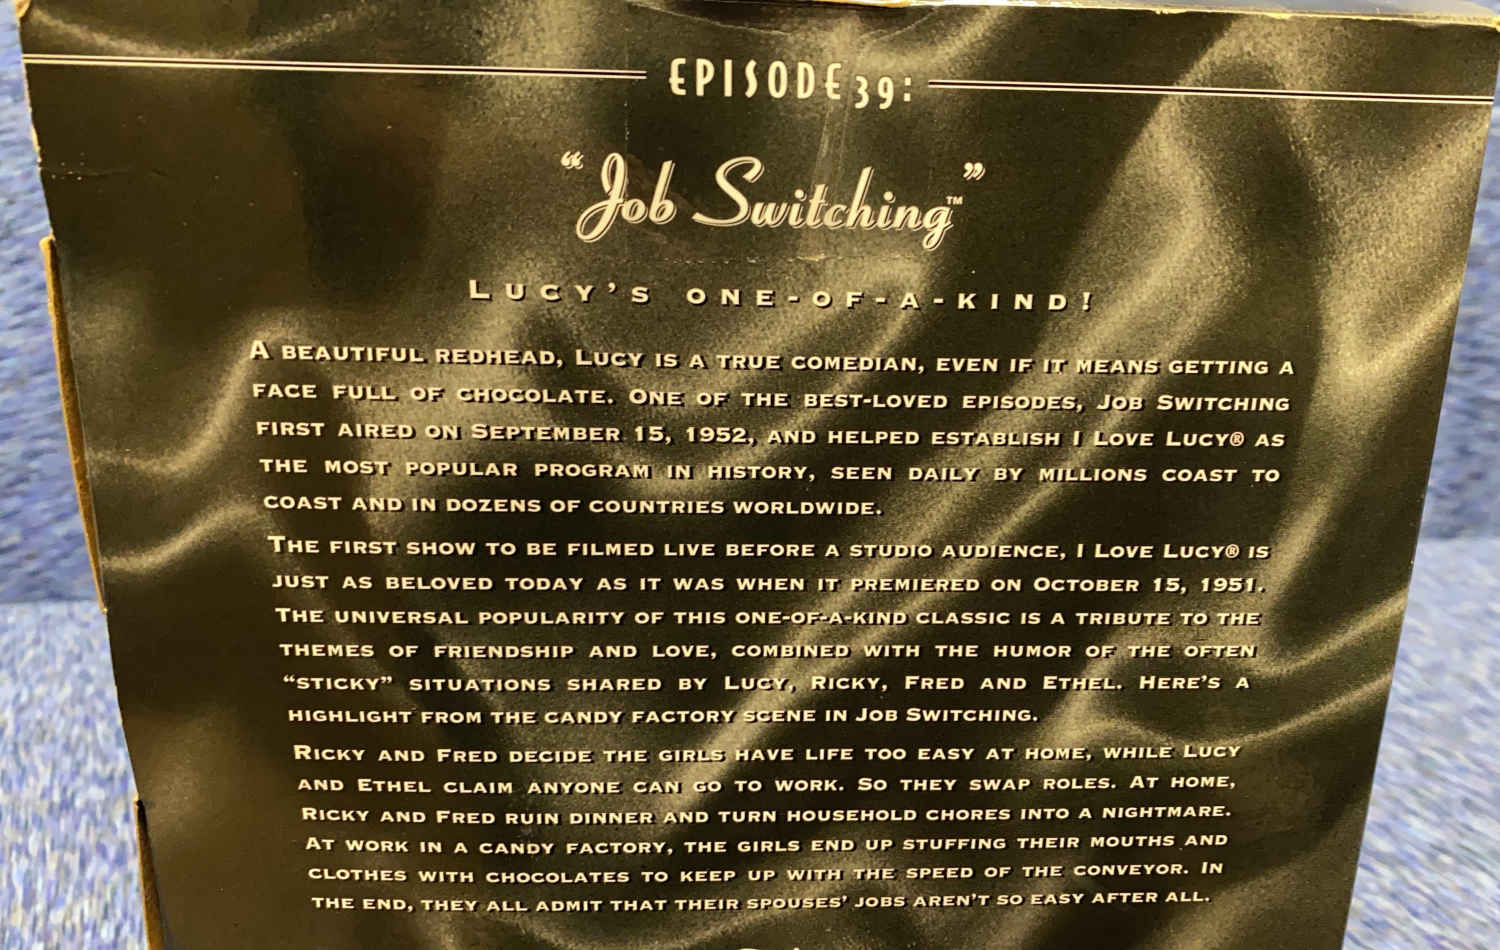 EPISODE 39:
“Job Switching™”
LUCY’S ONE-OF-A-KIND!
A BEAUTIFUL REDHEAD, LUCY IS A TRUE COMEDIAN, EVEN IF IT MEANS GETTING A
FACE FULL OF CHOCOLATE. ONE OF THE BEST-LOVED EPISODES, JOB SWITCHING
FIRST AIRED ON SEPTEMBER 15, 1952, AND HELPED ESTABLISH I LOVE LUCY® AS
THE MOST POPULAR PROGRAM IN HISTORY, SEEN DAILY BY MILLIONS COAST TO
COAST AND IN DOZENS OF COUNTRIES WORLDWIDE.
THE FIRST SHOW TO BE FILMED LIVE BEFORE A STUDIO AUDIENCE, I LOVE LUCY® IS
JUST AS BELOVED TODAY AS IT WAS WHEN IT PREMIERED ON OCTOBER 15, 1951.
THE UNIVERSAL POPULARITY OF THIS ONE-OF-A-KIND CLASSIC IS A TRIBUTE TO THE
THEMES OF FRIENDSHIP AND LOVE, COMBINED WITH THE HUMOR OF THE OFTEN
“STICKY” SITUATIONS SHARED BY LUCY, RICKY, FRED AND ETHEL. HERE’S A
HIGHLIGHT FROM THE CANDY FACTORY SCENE IN JOB SWITCHING.
RICKY AND FRED DECIDE THE GIRLS HAVE LIFE TOO EASY AT HOME, WHILE LUCY
AND ETHEL CLAIM ANYONE CAN GO TO WORK. SO THEY SWAP ROLES. AT HOME,
RICKY AND FRED RUIN DINNER AND TURN HOUSEHOLD CHORES INTO A NIGHTMARE.
AT WORK IN A CANDY FACTORY, THE GIRLS END UP STUFFING THEIR MOUTHS AND
CLOTHES WITH CHOCOLATES TO KEEP UP WITH THE SPEED OF THE CONVEYOR. IN
THE END, THEY ALL ADMIT THAT THEIR SPOUSES’ JOBS AREN’T SO EASY AFTER ALL.